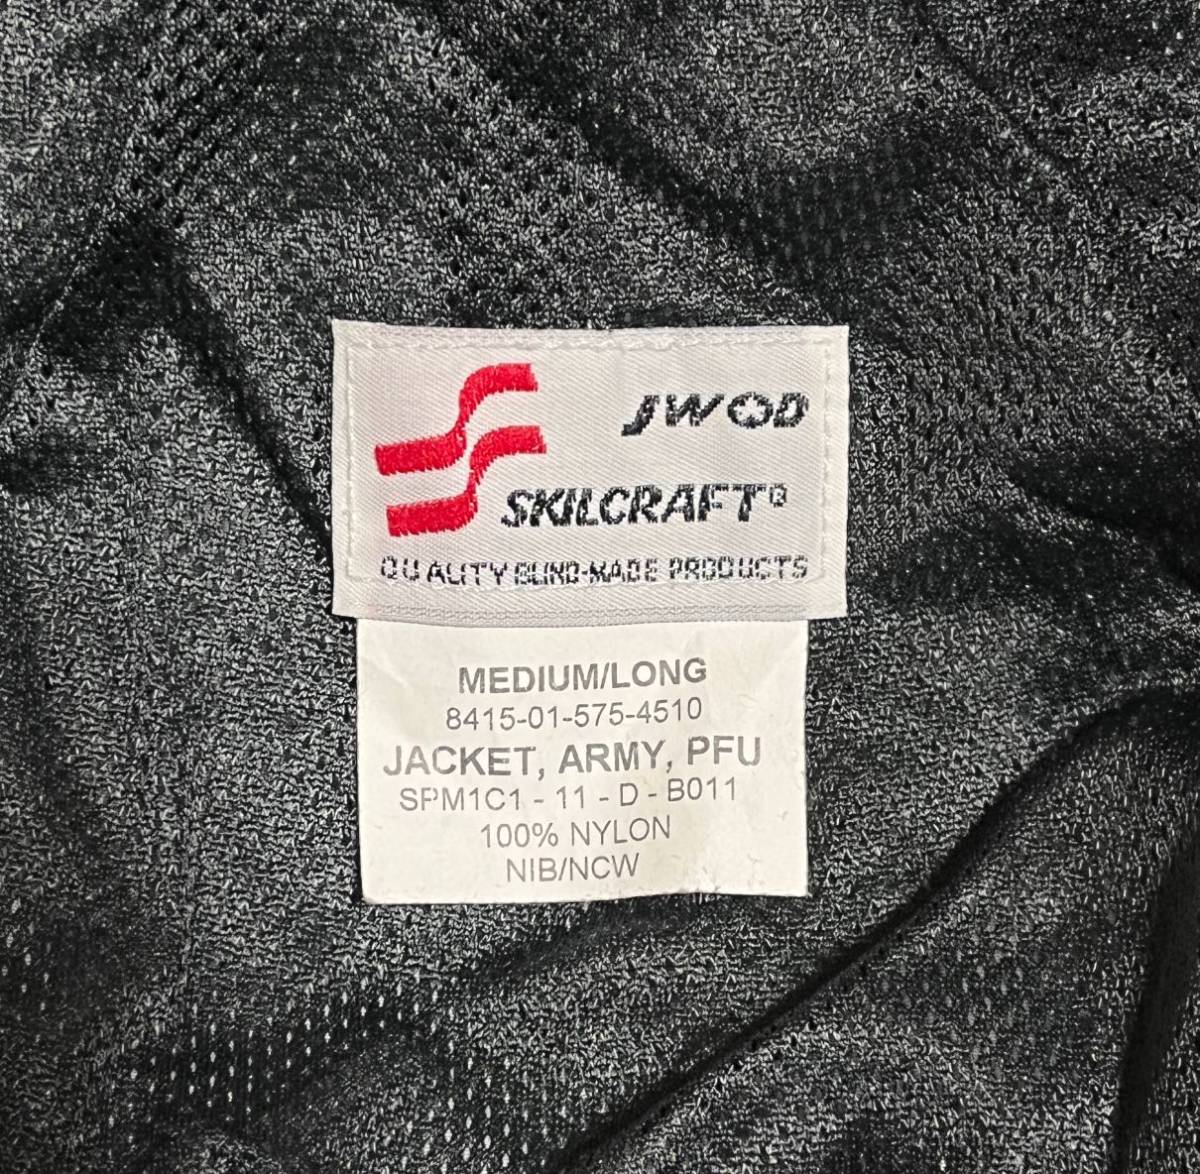 JWOD
SKILCRAFT®
QUALITY BLIND-MADE PRODUCTS
MEDIUM/LONG
8415-01-575-4510
JACKET, ARMY, PFU
SPM1C1 - 11 - D - B011
100% NYLON
NIB/NCW